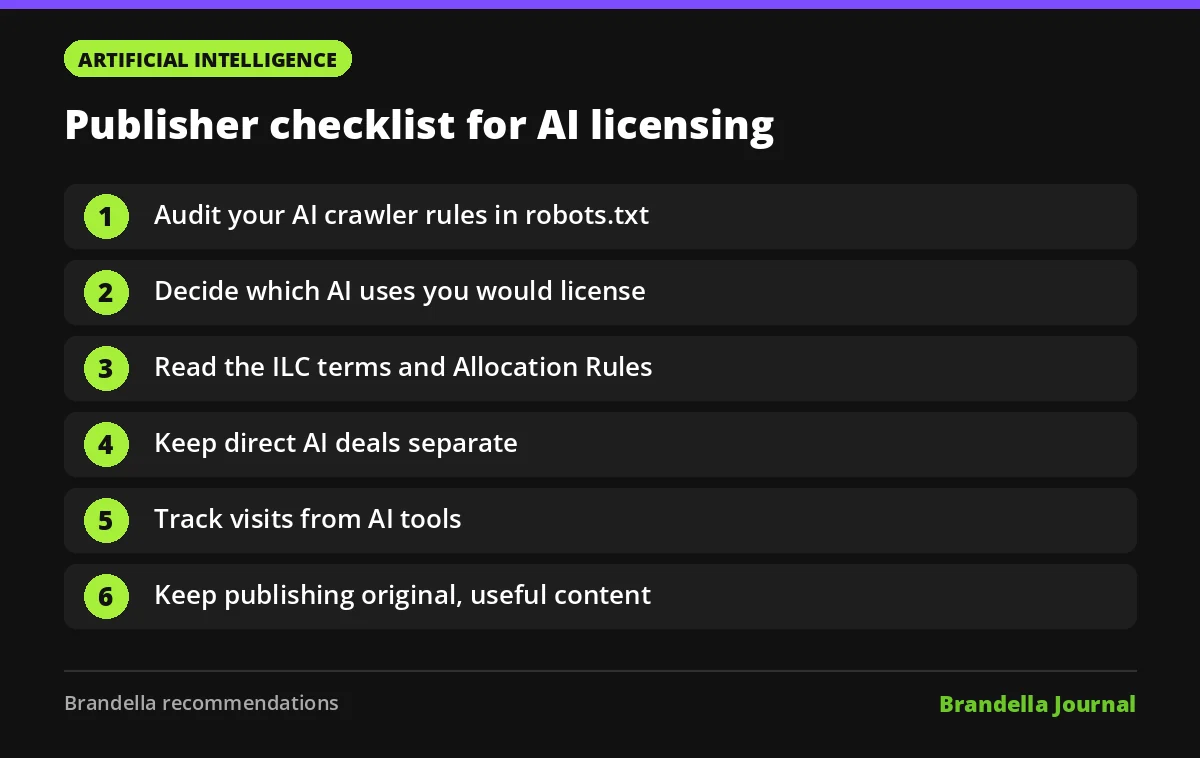 ARTIFICIAL INTELLIGENCE
Publisher checklist for AI licensing
1 Audit your AI crawler rules in robots.txt
2 Decide which AI uses you would license
3 Read the ILC terms and Allocation Rules
4 Keep direct AI deals separate
5 Track visits from AI tools
6 Keep publishing original, useful content
Brandella recommendations
Brandella Journal